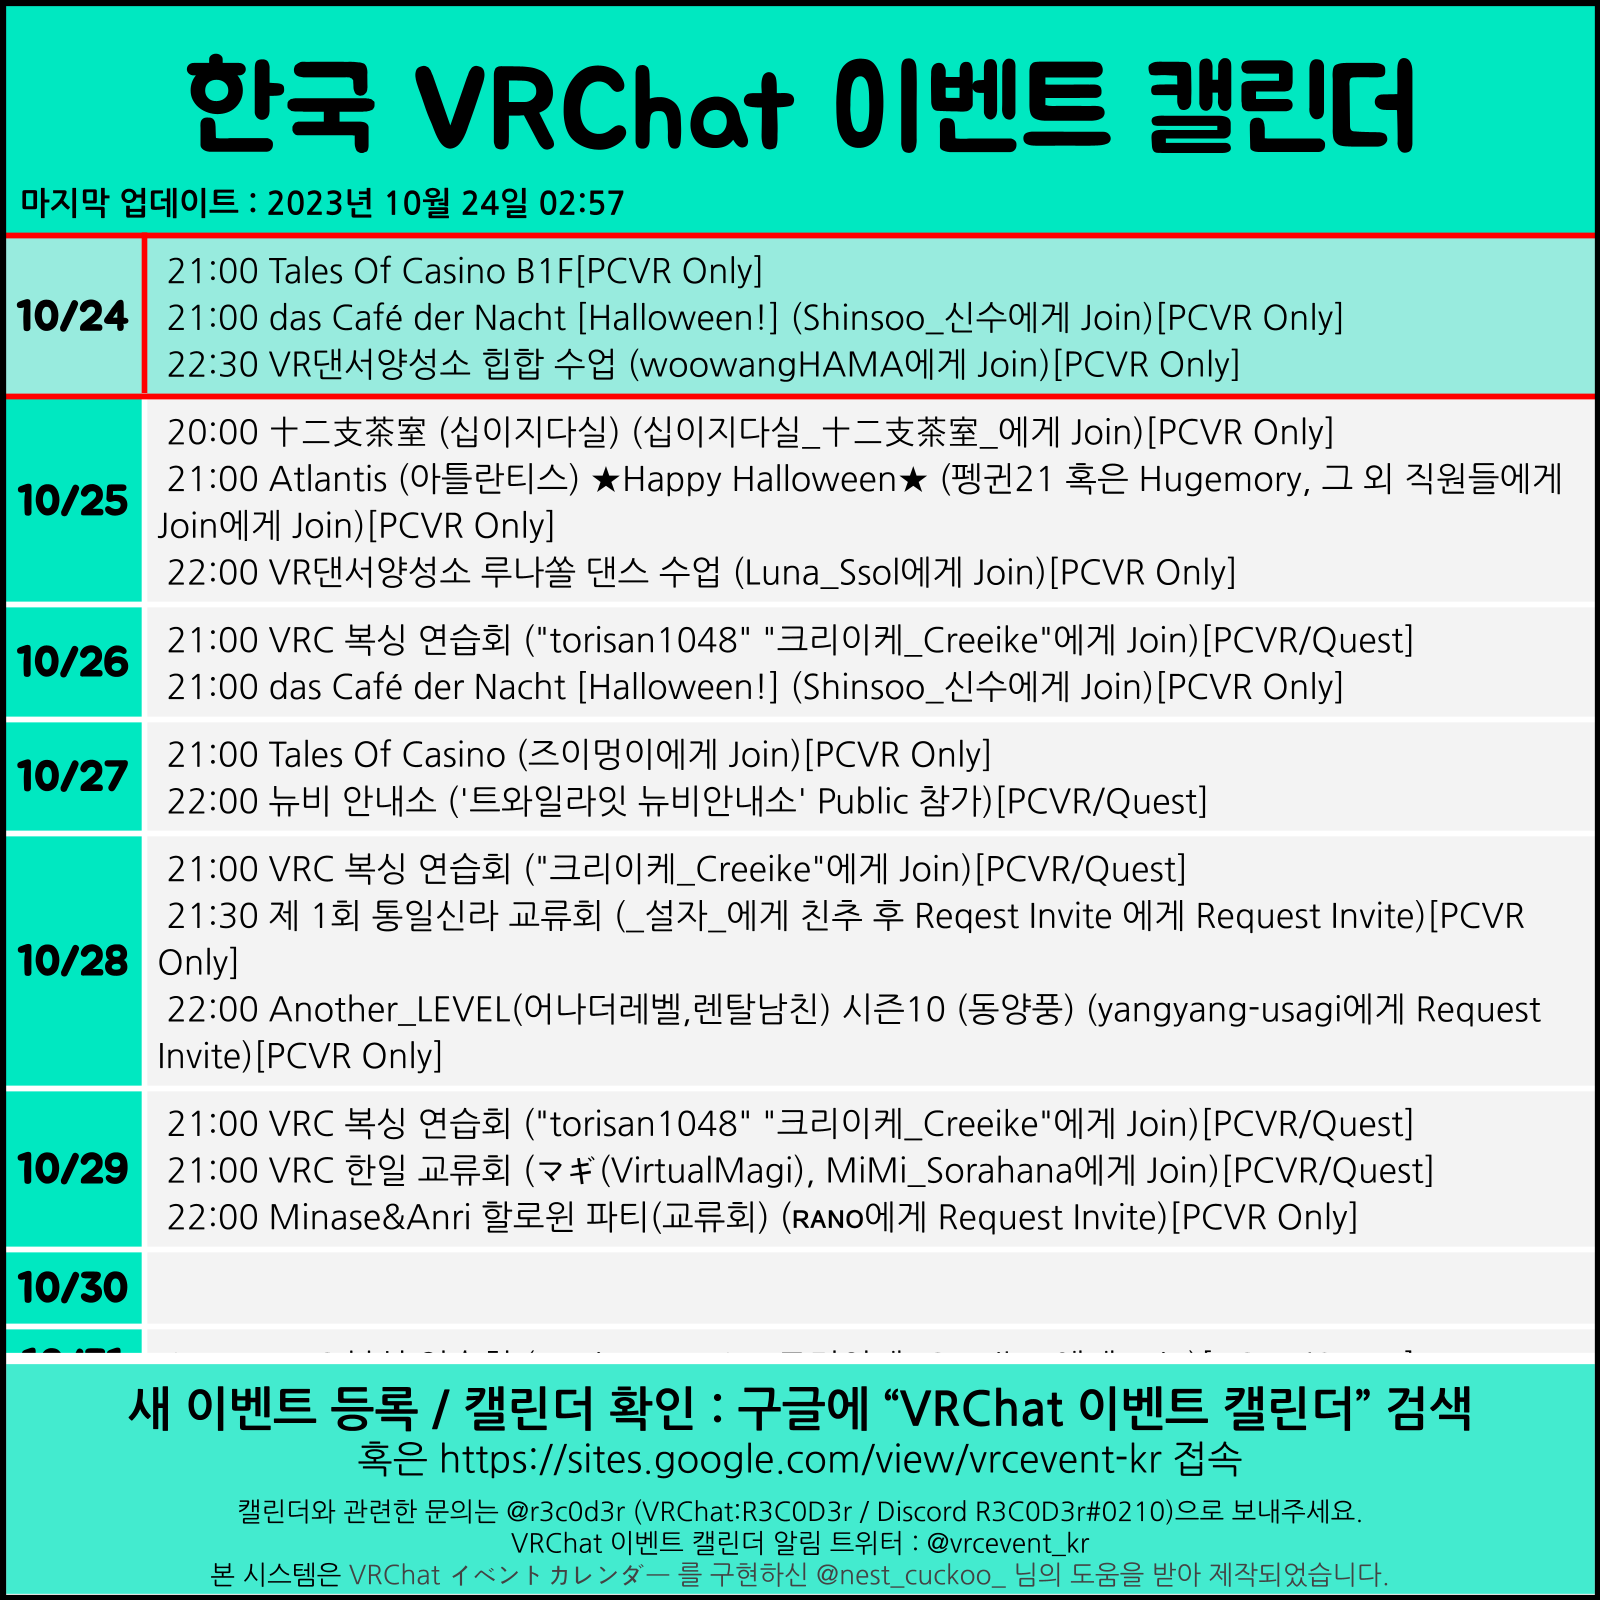 한국 VRChat 이벤트 캘린더
마지막 업데이트 : 2023년 10월 24일 02:57
10/24
21:00 Tales Of Casino B1F[PCVR Only]
21:00 das Café der Nacht [Halloween!] (Shinsoo_신수에게 Join)[PCVR Only]
22:30 VR댄서양성소 힙합 수업 (woowangHAMA에게 Join)[PCVR Only]
10/25
20:00 十二支茶室 (십이지다실) (십이지다실_十二支茶室_에게 Join)[PCVR Only]
21:00 Atlantis (아틀란티스) ★Happy Halloween★ (펭귄21 혹은 Hugemory, 그 외 직원들에게
Join에게 Join)[PCVR Only]
22:00 VR댄서양성소 루나쏠 댄스 수업 (Luna_Ssol에게 Join)[PCVR Only]
10/26
21:00 VRC 복싱 연습회 ("torisan1048" "크리이케_Creeike"에게 Join)[PCVR/Quest]
21:00 das Café der Nacht [Halloween!] (Shinsoo_신수에게 Join)[PCVR Only]
10/27
21:00 Tales Of Casino (즈이멍이에게 Join)[PCVR Only]
22:00 뉴비 안내소 ('트와일라잇 뉴비안내소' Public 참가)[PCVR/Quest]
10/28
21:00 VRC 복싱 연습회 ("크리이케_Creeike"에게 Join)[PCVR/Quest]
21:30 제 1회 통일신라 교류회 (_설자_에게 친추 후 Reqest Invite 에게 Request Invite)[PCVR
Only]
22:00 Another_LEVEL(어나더레벨,렌탈남친) 시즌10 (동양풍) (yangyang-usagi에게 Request
Invite)[PCVR Only]
10/29
21:00 VRC 복싱 연습회 ("torisan1048" "크리이케_Creeike"에게 Join)[PCVR/Quest]
21:00 VRC 한일 교류회 (マギ(VirtualMagi), MiMi_Sorahana에게 Join)[PCVR/Quest]
22:00 Minase&Anri 할로윈 파티(교류회) (ʀᴀɴᴏ에게 Request Invite)[PCVR Only]
10/30
새 이벤트 등록 / 캘린더 확인 : 구글에 “VRChat 이벤트 캘린더” 검색
혹은 https://sites.google.com/view/vrcevent-kr 접속
캘린더와 관련한 문의는 @r3c0d3r (VRChat:R3C0D3r / Discord R3C0D3r#0210)으로 보내주세요.
VRChat 이벤트 캘린더 알림 트위터 : @vrcevent_kr
본 시스템은 VRChat イベントカレンダー 를 구현하신 @nest_cuckoo_ 님의 도움을 받아 제작되었습니다.